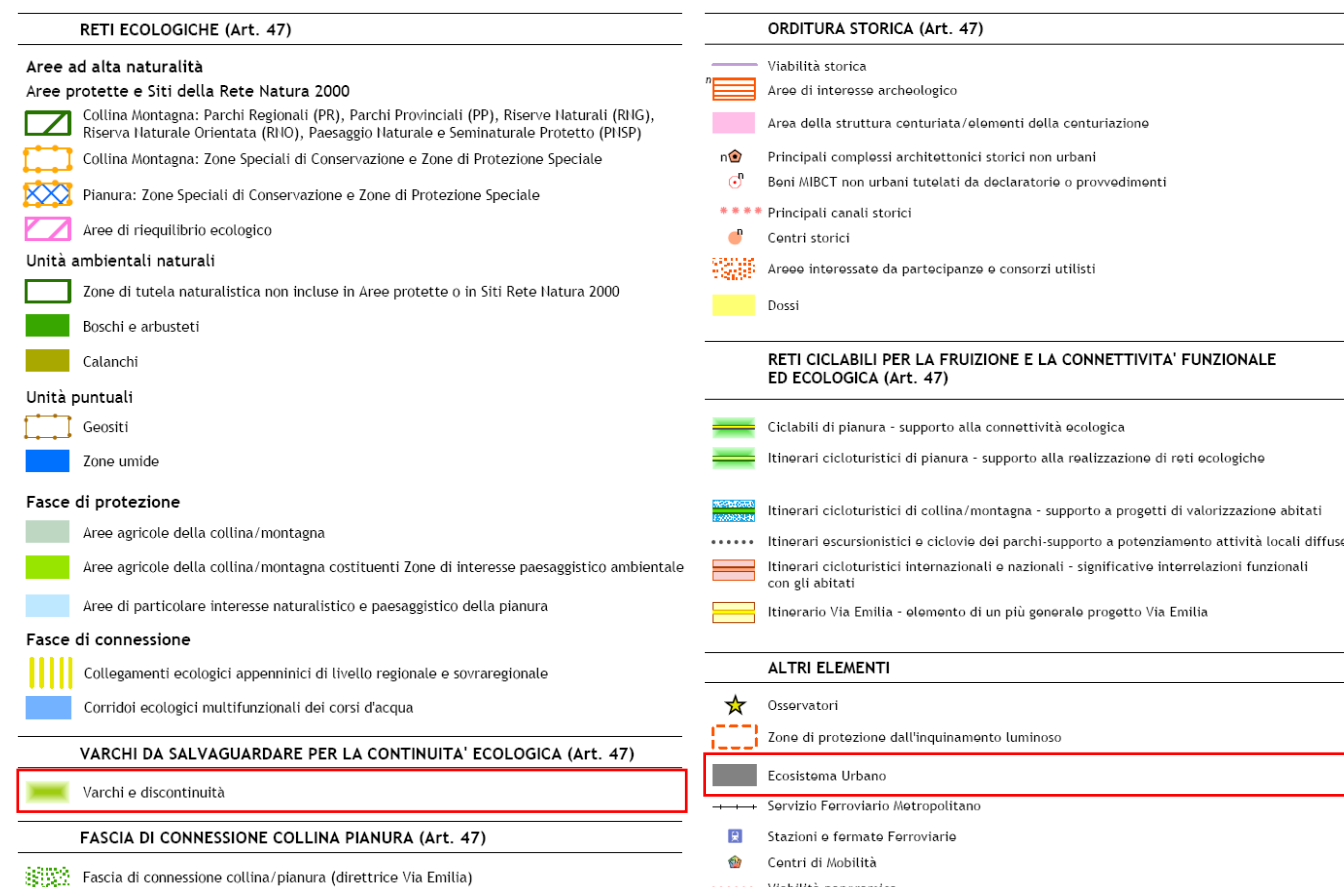 RETI ECOLOGICHE (Art. 47)
Aree ad alta naturalità
Aree protette e Siti della Rete Natura 2000
Collina Montagna: Parchi Regionali (PR), Parchi Provinciali (PP), Riserve Naturali (RNG),
Riserva Naturale Orientata (RNO), Paesaggio Naturale e Seminaturale Protetto (PNSP)
Collina Montagna: Zone Speciali di Conservazione e Zone di Protezione Speciale
Pianura: Zone Speciali di Conservazione e Zone di Protezione Speciale
Aree di riequilibrio ecologico
Unità ambientali naturali
Zone di tutela naturalistica non incluse in Aree protette o in Siti Rete Natura 2000
Boschi e arbusteti
Calanchi
Unità puntuali
Geositi
Zone umide
Fasce di protezione
Aree agricole della collina/montagna
Aree agricole della collina/montagna costituenti Zone di interesse paesaggistico ambientale
Aree di particolare interesse naturalistico e paesaggistico della pianura
Fasce di connessione
Collegamenti ecologici appenninici di livello regionale e sovraregionale
Corridoi ecologici multifunzionali dei corsi d'acqua
VARCHI DA SALVAGUARDARE PER LA CONTINUITA' ECOLOGICA (Art. 47)
Varchi e discontinuità
FASCIA DI CONNESSIONE COLLINA PIANURA (Art. 47)
Fascia di connessione collina/pianura (direttrice Via Emilia)
ORDITURA STORICA (Art. 47)
Viabilità storica
n
Aree di interesse archeologico
Area della struttura centuriata/elementi della centuriazione
n
Principali complessi architettonici storici non urbani
n
Beni MIBCT non urbani tutelati da declaratorie o provvedimenti
Principali canali storici
n
Centri storici
Areee interessate da partecipanze e consorzi utilisti
Dossi
RETI CICLABILI PER LA FRUIZIONE E LA CONNETTIVITA' FUNZIONALE
ED ECOLOGICA (Art. 47)
Ciclabili di pianura - supporto alla connettività ecologica
Itinerari cicloturistici di pianura - supporto alla realizzazione di reti ecologiche
Itinerari cicloturistici di collina/montagna - supporto a progetti di valorizzazione abitati
Itinerari escursionistici e ciclovie dei parchi-supporto a potenziamento attività locali diffuse
Itinerari cicloturistici internazionali e nazionali - significative interrelazioni funzionali
con gli abitati
Itinerario Via Emilia - elemento di un più generale progetto Via Emilia
ALTRI ELEMENTI
Osservatori
Zone di protezione dall'inquinamento luminoso
Ecosistema Urbano
Servizio Ferroviario Metropolitano
Stazioni e fermate Ferroviarie
Centri di Mobilità
Viabilità panoramica